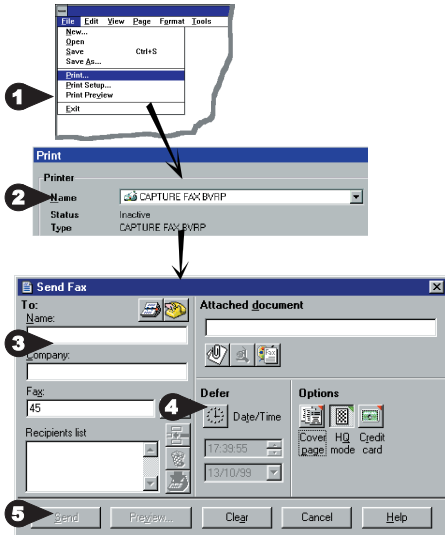 File Edit View Page Format Tools
New...
Open
Save Ctrl+S
Save As...
Print...
Print Setup...
Print Preview
Exit
1
Print
Printer
2
Name CAPTURE FAX BVRP
Status Inactive
Type CAPTURE FAX BVRP
Send Fax
To:
Name:
Attached document
3
Company:
Fax:
45
4
Defer
Date/Time
17:39:55
13/10/99
Options
Cover page
HQ mode
Credit card
Recipients list
5
Send Preview... Clear Cancel Help